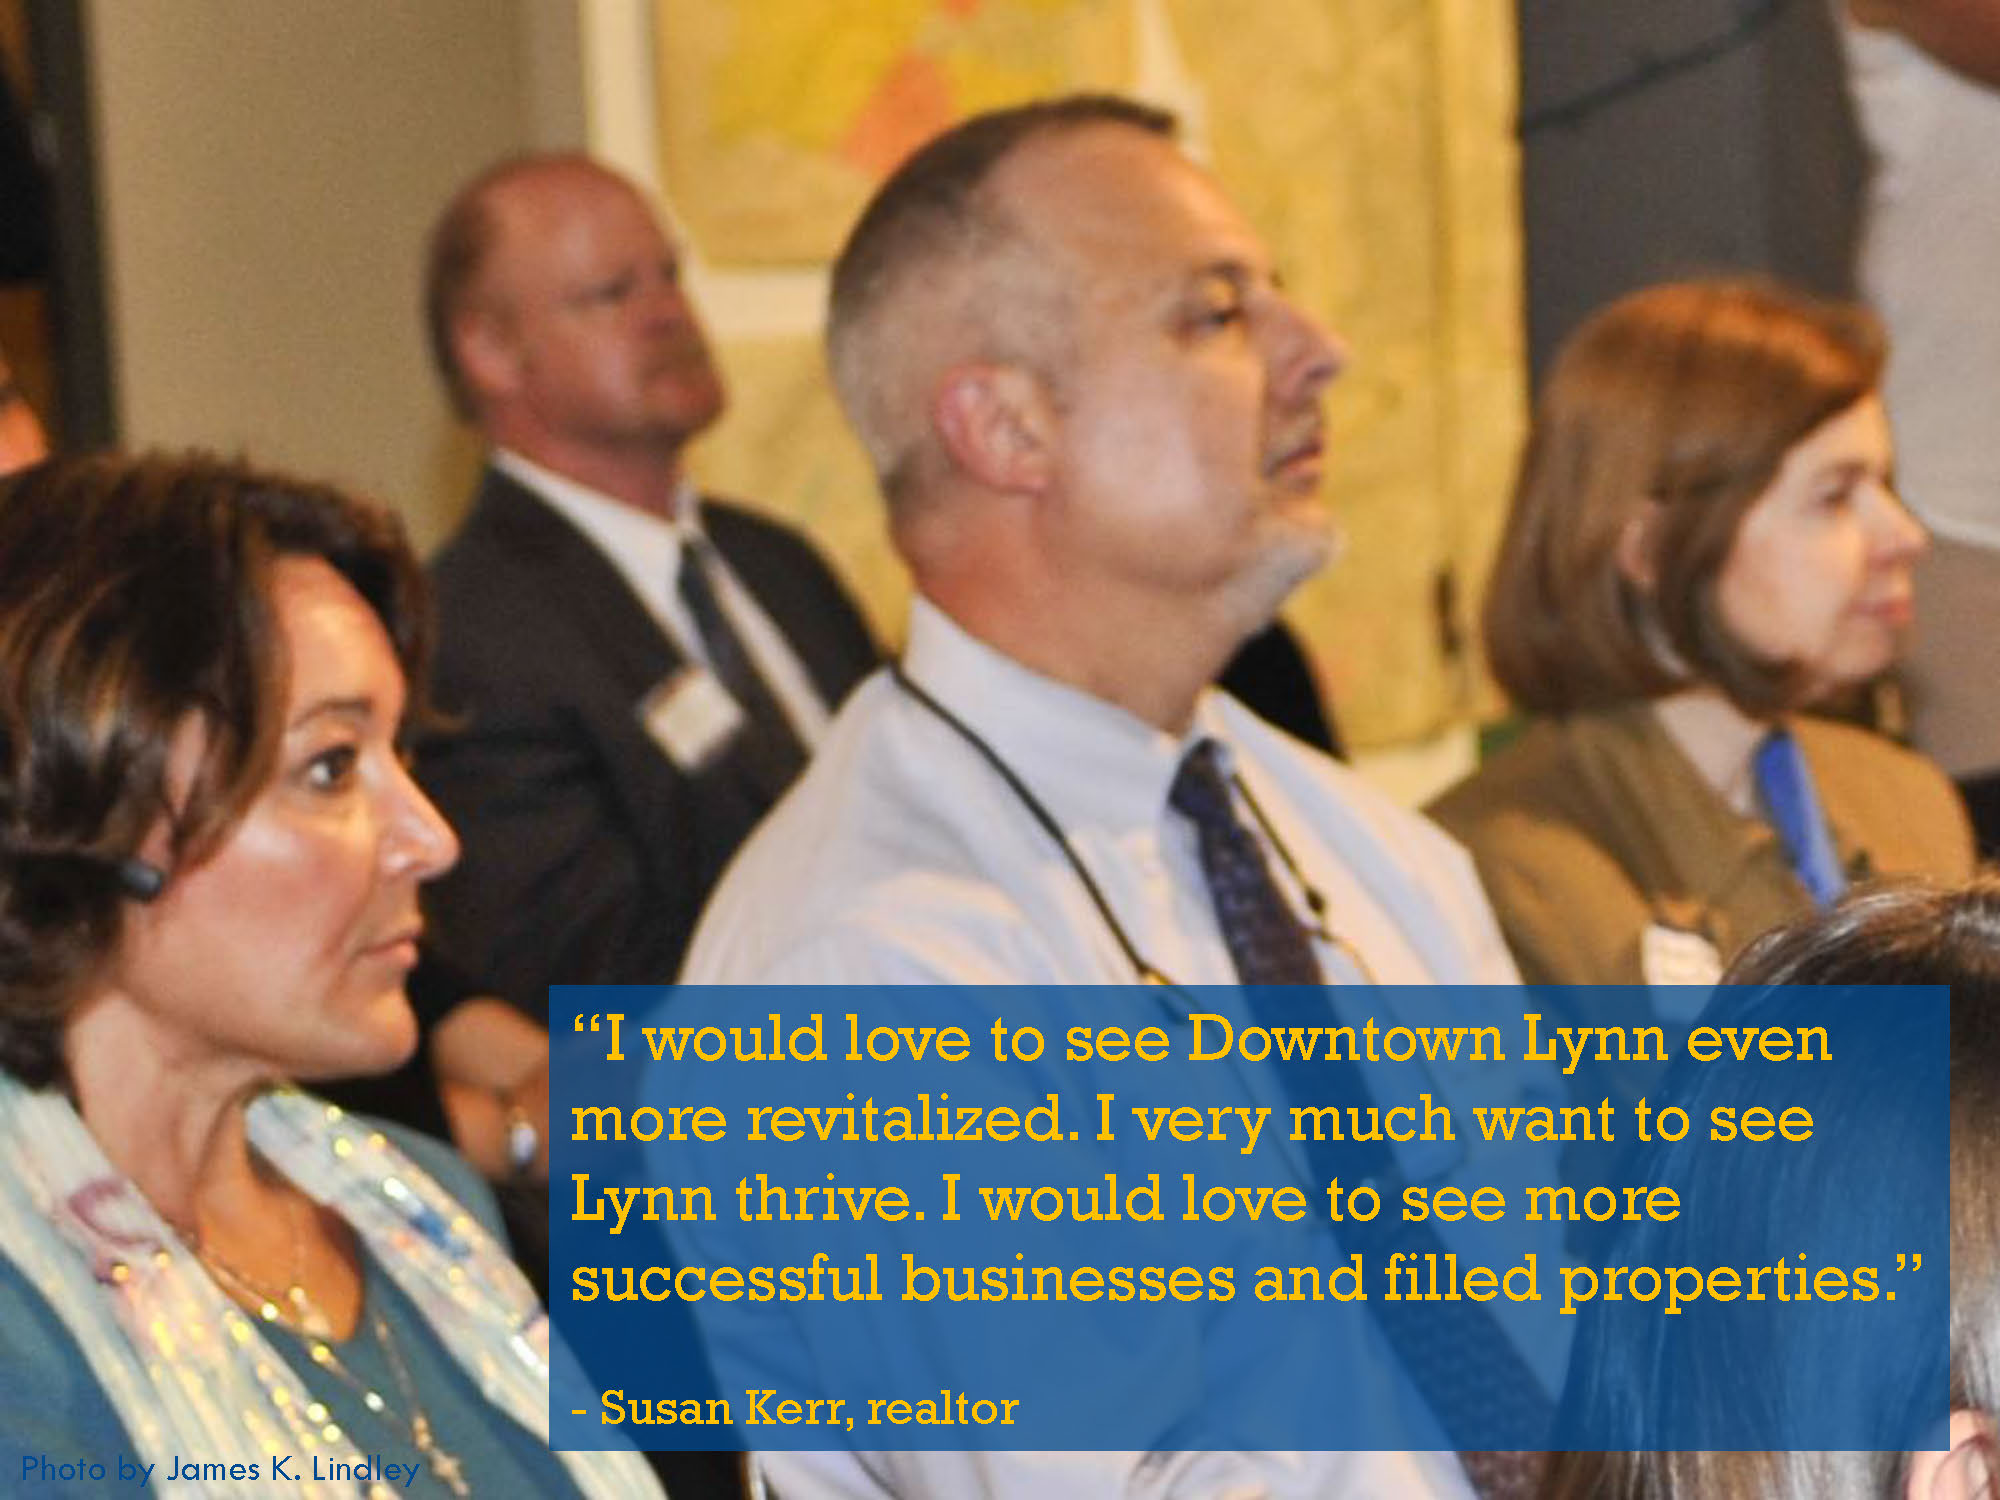 “I would love to see Downtown Lynn even
more revitalized. I very much want to see
Lynn thrive. I would love to see more
successful businesses and filled properties.”
- Susan Kerr, realtor
Photo by James K. Lindley